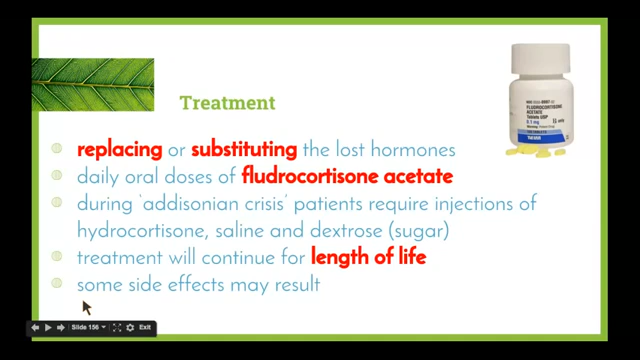 Treatment
replacing or substituting the lost hormones
daily oral doses of fludrocortisone acetate
during 'addisonian crisis' patients require injections of
hydrocortisone, saline and dextrose (sugar)
treatment will continue for length of life
some side effects may result
FLUDROCORTISONE
ACETATE
Tablets USP
0.1 mg
Slide 156
Exit